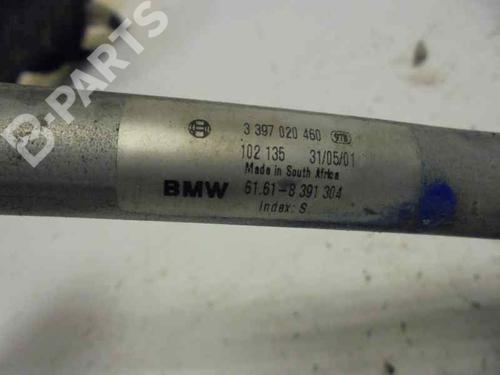 B-PARTS
3 397 020 460 STB
102 135 31/05/01
Made in South Africa
BMW 61.61-8 391 304
Index: S